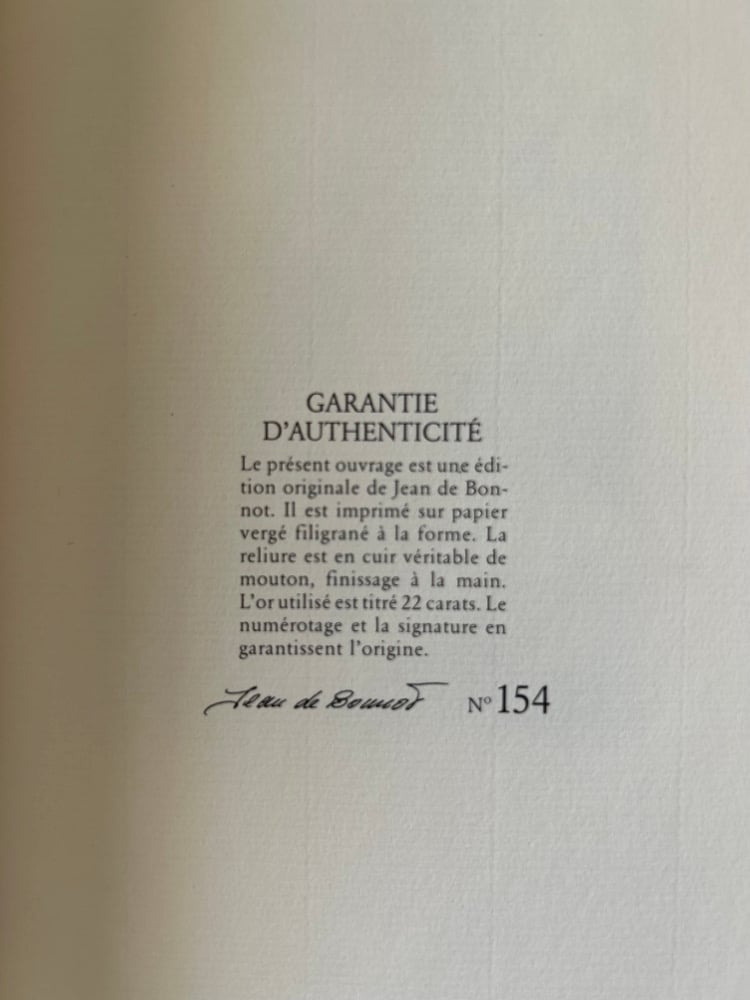 GARANTIE
D'AUTHENTICITÉ
Le présent ouvrage est une édi-
tion originale de Jean de Bon-
not. Il est imprimé sur papier
vergé filigrané à la forme. La
reliure est en cuir véritable de
mouton, finissage à la main.
L'or utilisé est titré 22 carats. Le
numérotage et la signature en
garantissent l'origine.
Jean de Bonnot Nº 154